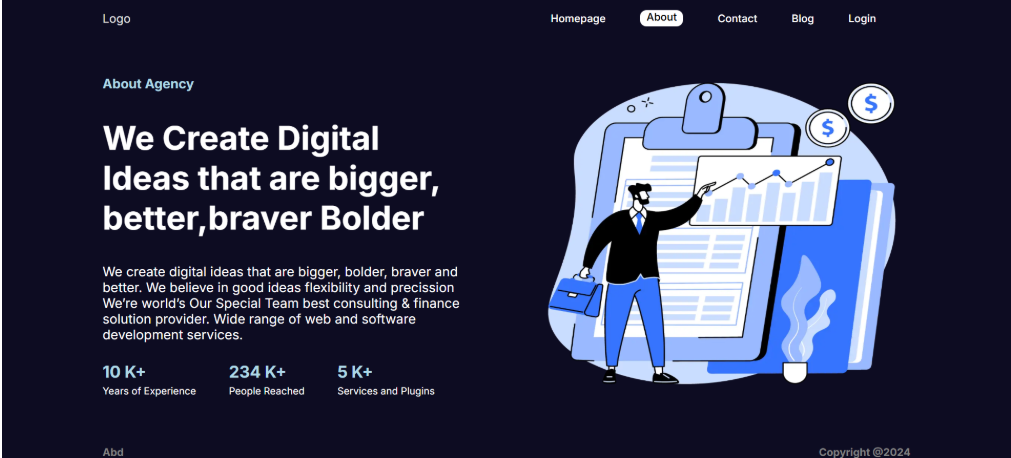 Logo
Homepage
About
Contact
Blog
Login
About Agency
We Create Digital
Ideas that are bigger,
better,braver Bolder
We create digital ideas that are bigger, bolder, braver and
better. We believe in good ideas flexibility and precission
We're world's Our Special Team best consulting & finance
solution provider. Wide range of web and software
development services.
10 K+
Years of Experience
234 K+
People Reached
5 K+
Services and Plugins
$
$
Abd
Copyright @2024